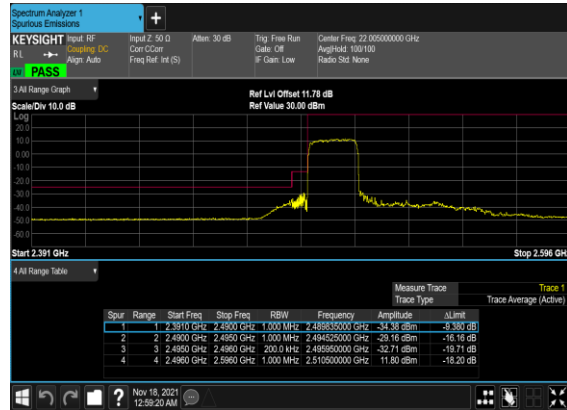 Spectrum Analyzer 1
Spurious Emissions
KEYSIGHT Input: RF Input Z: 50 Ω Atten: 30 dB Trig: Free Run Center Freq: 22.005000000 GHz
RL Coupling: DC Corr CCorr Gate: Off Avg|Hold: 100/100
Align: Auto Freq Ref: Int (S) IF Gain: Low Radio Std: None
PASS
3 All Range Graph
Ref Lvl Offset 11.78 dB
Scale/Div 10.0 dB Ref Value 30.00 dBm
Log
20.0
10.0
0.00
-10.0
-20.0
-30.0
-40.0
-50.0
-60.0
Start 2.391 GHz Stop 2.596 GH
4 All Range Table
Measure Trace Trace 1
Trace Type Trace Average (Active)
Spur Range Start Freq Stop Freq RBW Frequency Amplitude ΔLimit
1 1 2.3910 GHz 2.4900 GHz 1.000 MHz 2.489835000 GHz -34.38 dBm -9.380 dB
2 2 2.4900 GHz 2.4950 GHz 1.000 MHz 2.494525000 GHz -29.16 dBm -16.16 dB
3 3 2.4950 GHz 2.4960 GHz 200.0 kHz 2.495950000 GHz -32.71 dBm -19.71 dB
4 4 2.4960 GHz 2.5960 GHz 1.000 MHz 2.510500000 GHz 11.80 dBm -18.20 dB
Nov 18, 2021
12:59:20 AM